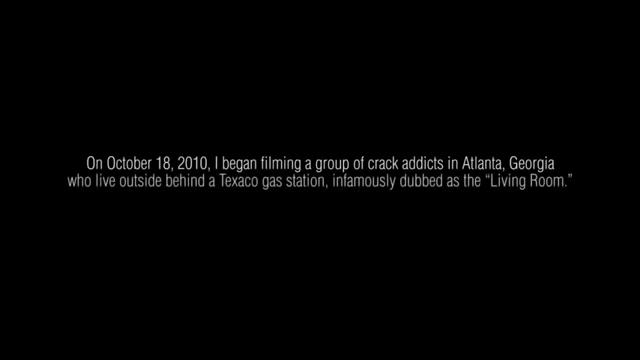 On October 18, 2010, I began filming a group of crack addicts in Atlanta, Georgia
who live outside behind a Texaco gas station, infamously dubbed as the “Living Room.”